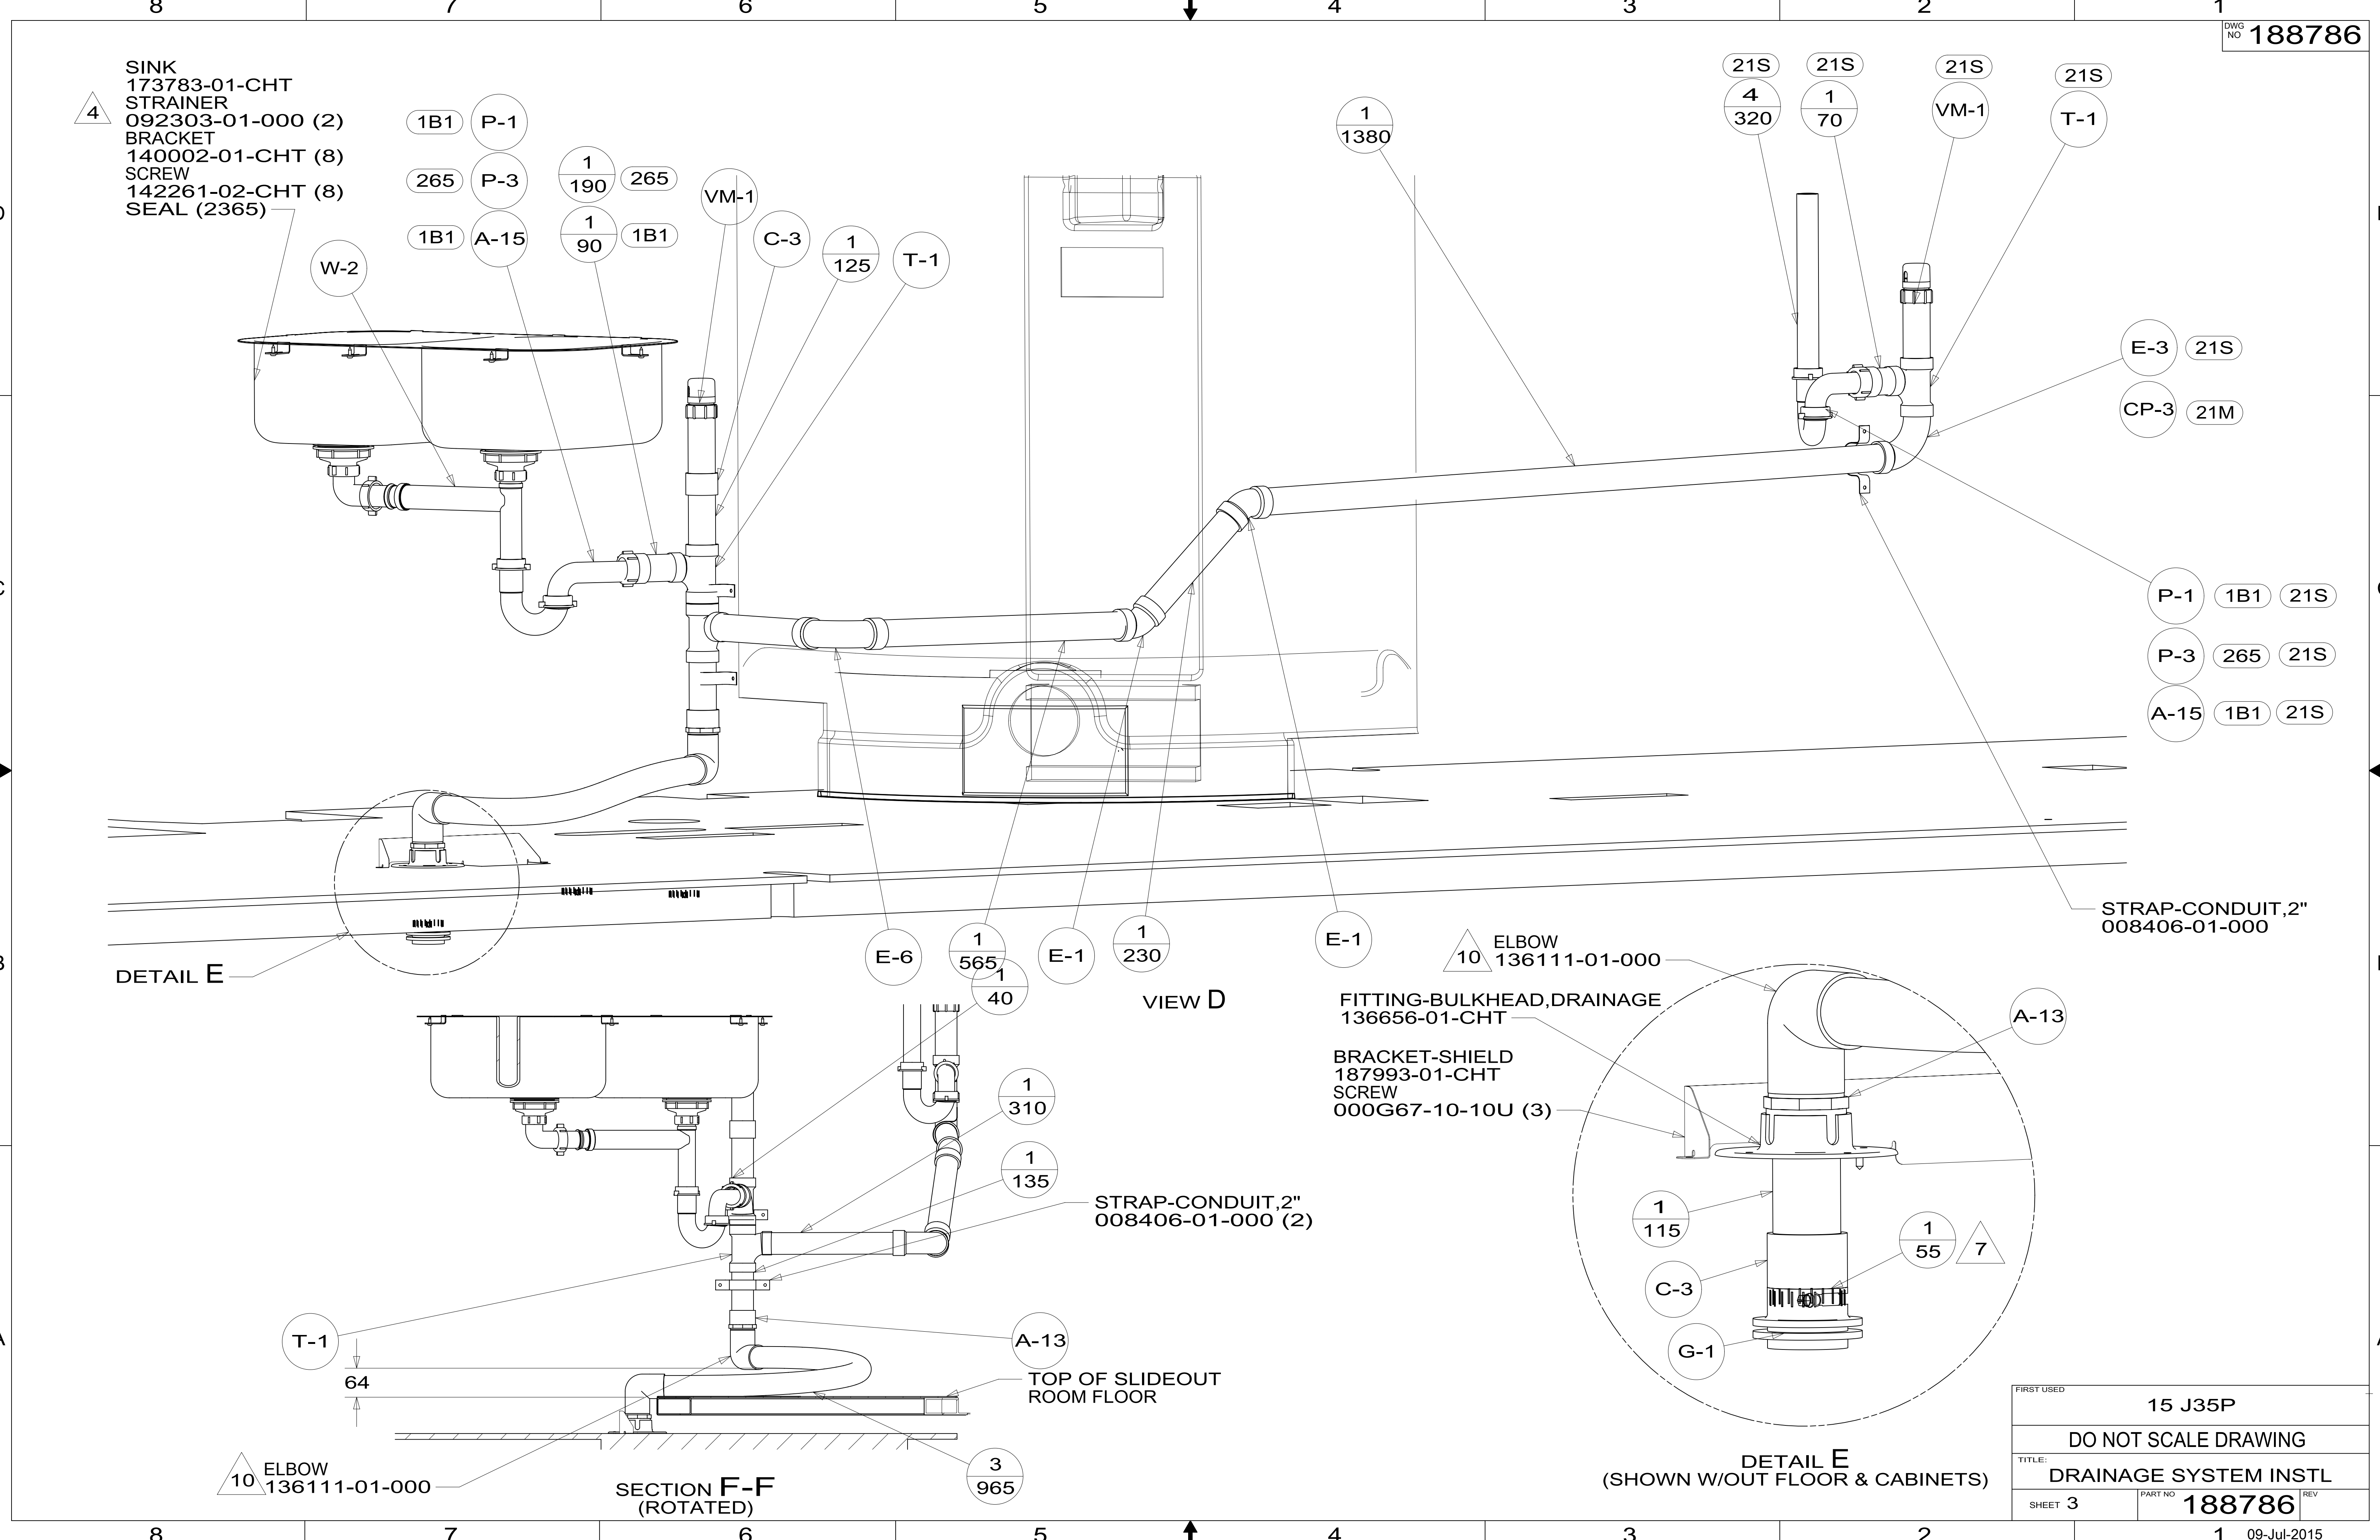 8 7 6 5 4 3 2 1
DWG NO 188786
SINK
173783-01-CHT
STRAINER
092303-01-000 (2)
BRACKET
140002-01-CHT (8)
SCREW
142261-02-CHT (8)
SEAL (2365)
4
1B1 P-1
265 P-3
1B1 A-15
1
190
265
1
90
1B1
W-2
VM-1
C-3
1
125
T-1
1
1380
21S
4
320
21S
1
70
21S
VM-1
21S
T-1
E-3 21S
CP-3 21M
P-1 1B1 21S
P-3 265 21S
A-15 1B1 21S
STRAP-CONDUIT,2"
008406-01-000
DETAIL E
E-6
1
565
E-1
1
230
E-1
VIEW D
1
40
1
310
1
135
STRAP-CONDUIT,2"
008406-01-000 (2)
T-1
A-13
64
TOP OF SLIDEOUT
ROOM FLOOR
10
ELBOW
136111-01-000
3
965
SECTION F-F
(ROTATED)
10
ELBOW
136111-01-000
FITTING-BULKHEAD,DRAINAGE
136656-01-CHT
BRACKET-SHIELD
187993-01-CHT
SCREW
000G67-10-10U (3)
A-13
1
115
1
55
7
C-3
G-1
DETAIL E
(SHOWN W/OUT FLOOR & CABINETS)
FIRST USED
15 J35P
DO NOT SCALE DRAWING
TITLE:
DRAINAGE SYSTEM INSTL
SHEET 3
PART NO 188786
REV
8 7 6 5 4 3 2 1
09-Jul-2015